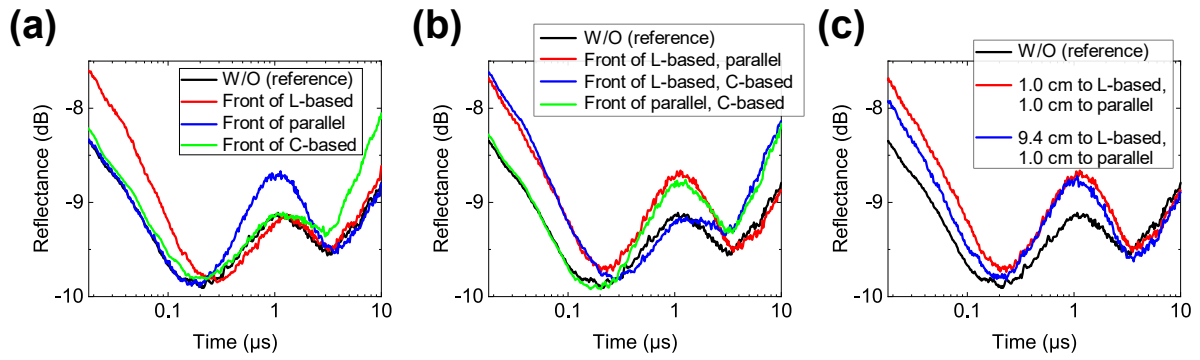 (a)
W/O (reference)
Front of L-based
Front of parallel
Front of C-based
Reflectance (dB)
-8
-9
-10
0.1
1
10
Time (µs)
(b)
W/O (reference)
Front of L-based, parallel
Front of L-based, C-based
Front of parallel, C-based
Reflectance (dB)
-8
-9
-10
0.1
1
10
Time (µs)
(c)
W/O (reference)
1.0 cm to L-based,
1.0 cm to parallel
9.4 cm to L-based,
1.0 cm to parallel
Reflectance (dB)
-8
-9
-10
0.1
1
10
Time (µs)